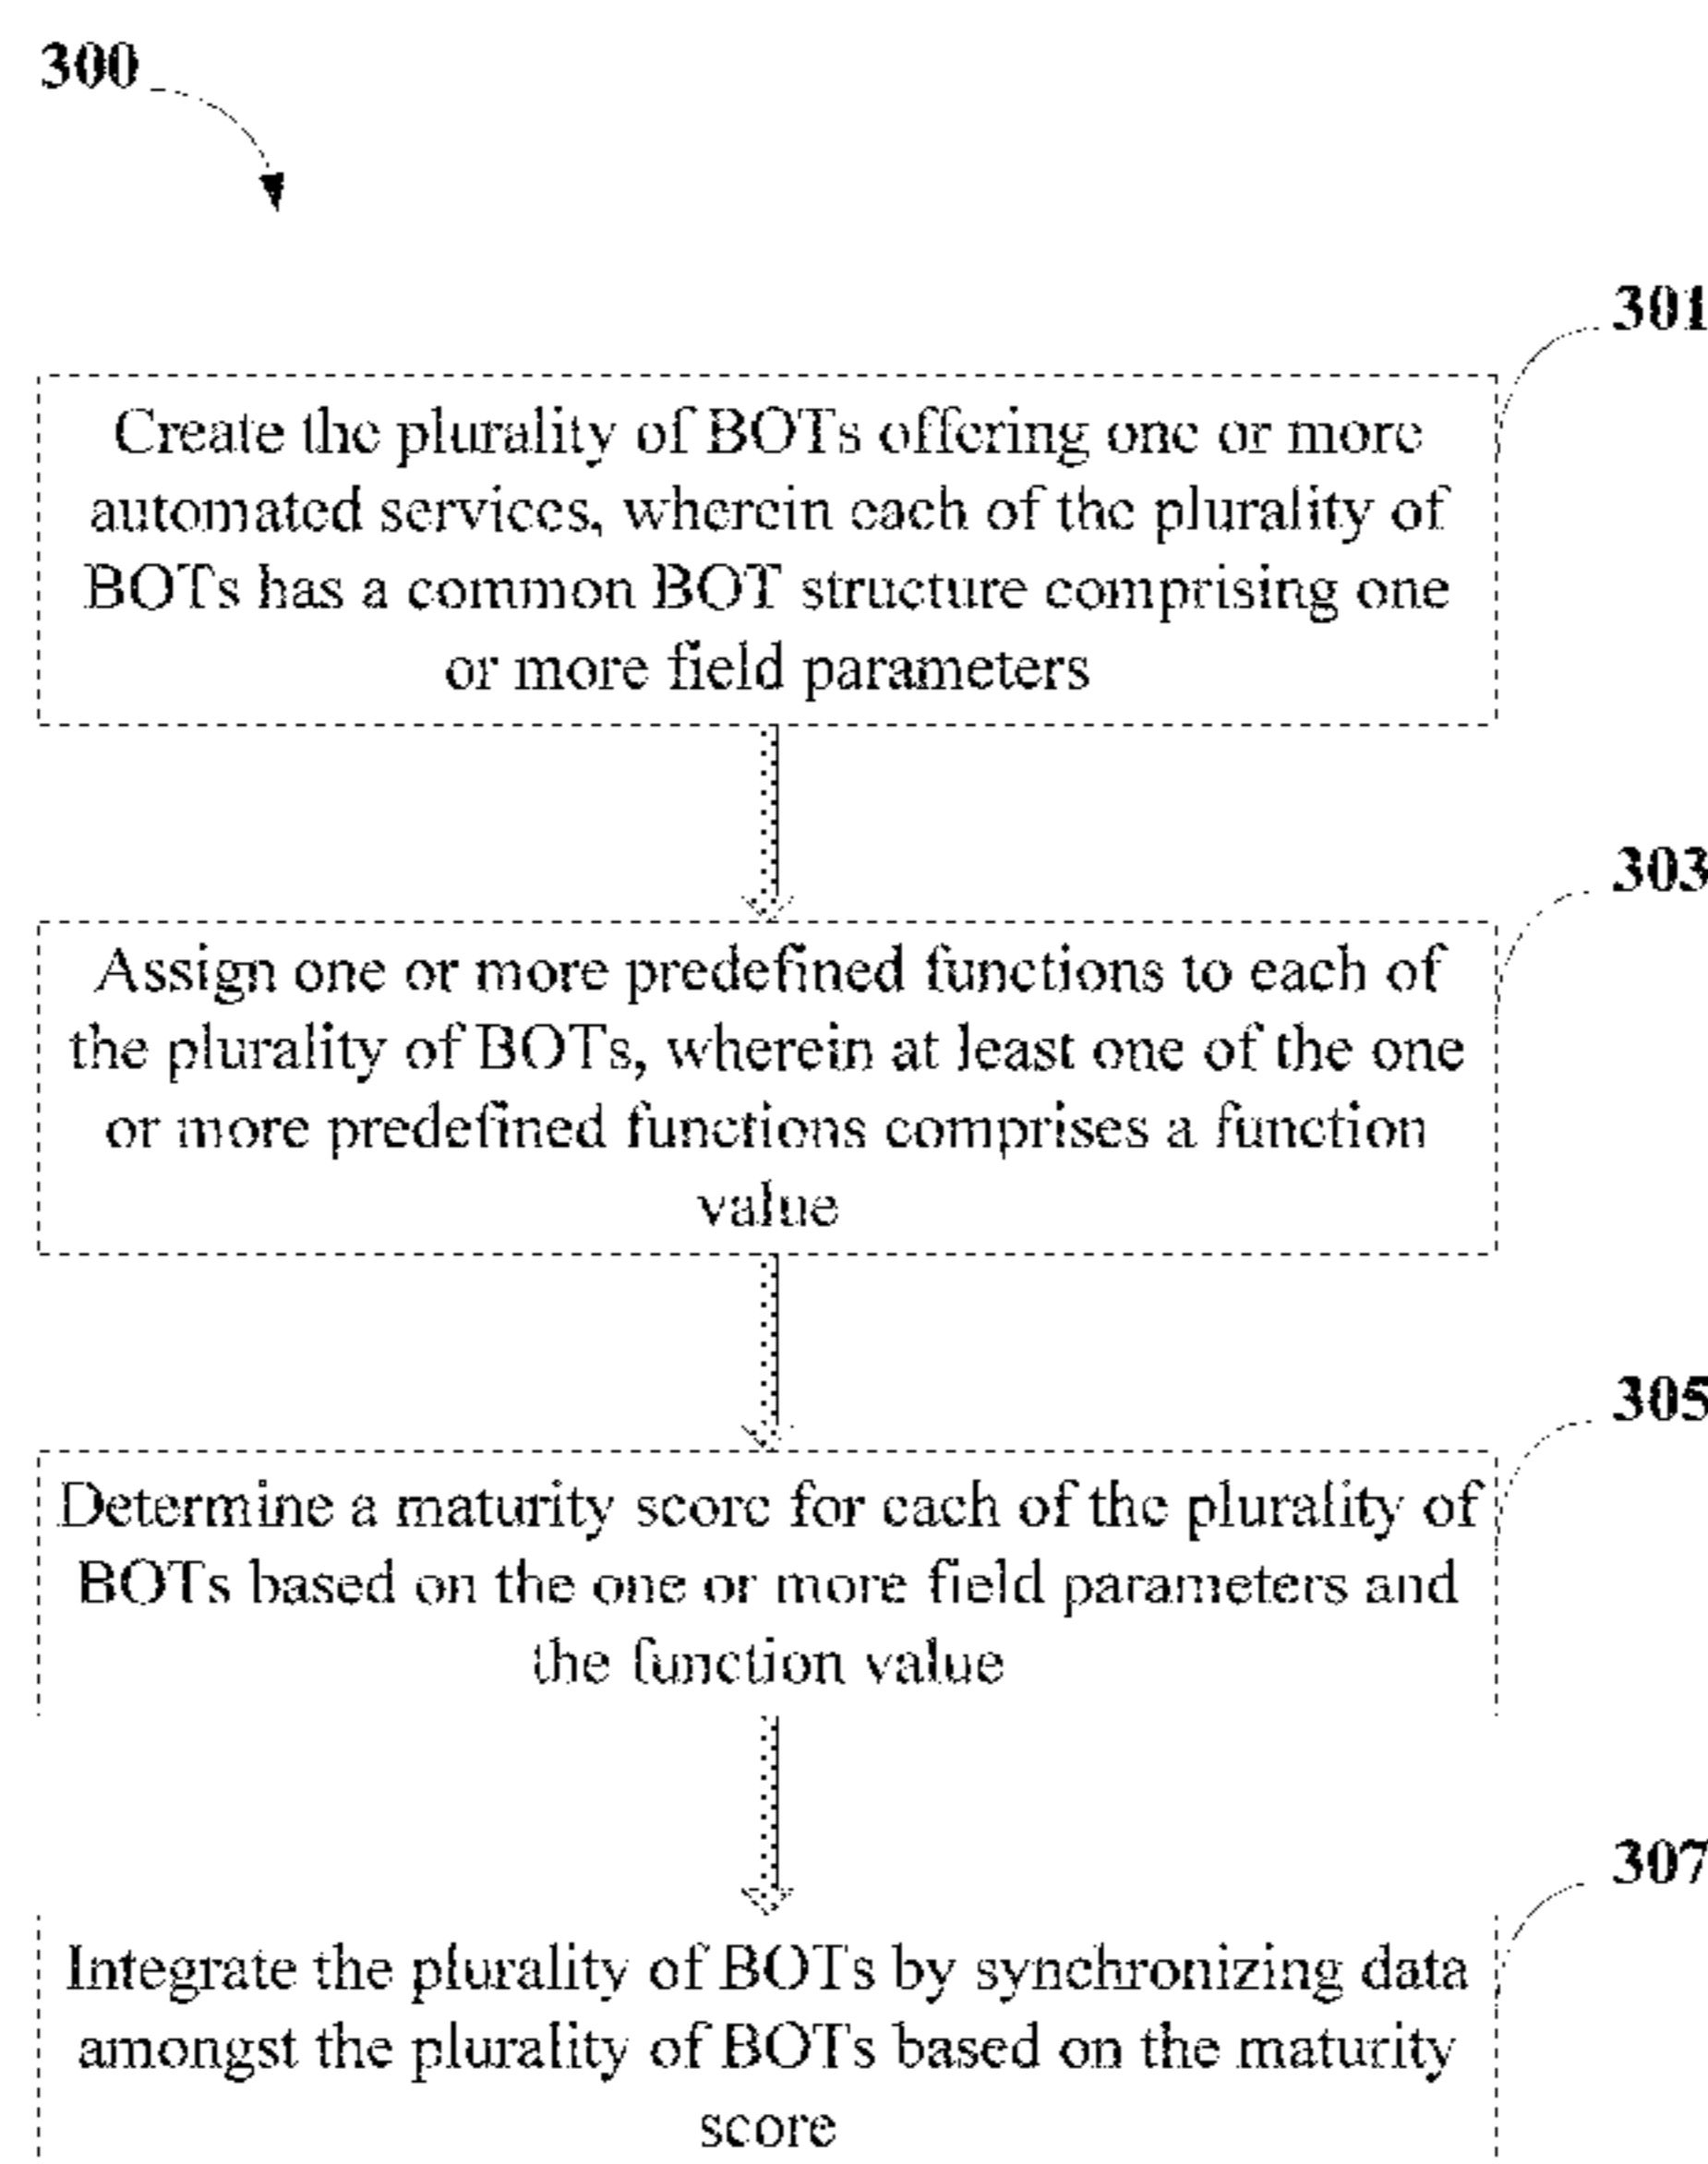 300
301
Create the plurality of BOTs offering one or more
automated services, wherein each of the plurality of
BOTs has a common BOT structure comprising one
or more field parameters
303
Assign one or more predefined functions to each of
the plurality of BOTs, wherein at least one of the one
or more predefined functions comprises a function
value
305
Determine a maturity score for each of the plurality of
BOTs based on the one or more field parameters and
the function value
307
Integrate the plurality of BOTs by synchronizing data
amongst the plurality of BOTs based on the maturity
score